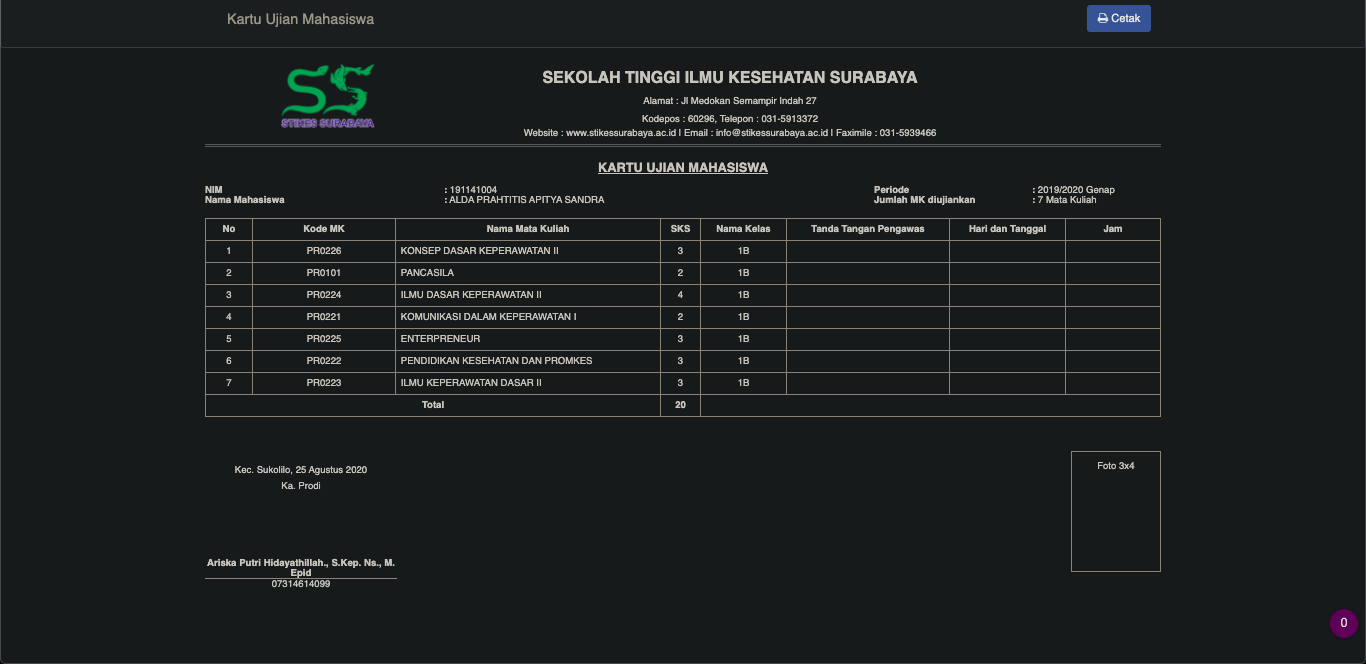 Kartu Ujian Mahasiswa
Cetak
STIKES SURABAYA
SEKOLAH TINGGI ILMU KESEHATAN SURABAYA
Alamat : Jl Medokan Semampir Indah 27
Kodepos : 60296, Telepon : 031-5913372
Website : www.stikessurabaya.ac.id I Email : info@stikessurabaya.ac.id I Faximile : 031-5939466
KARTU UJIAN MAHASISWA
NIM : 191141004 Periode : 2019/2020 Genap
Nama Mahasiswa : ALDA PRAHTITIS APITYA SANDRA Jumlah MK diujiankan : 7 Mata Kuliah
No Kode MK Nama Mata Kuliah SKS Nama Kelas Tanda Tangan Pengawas Hari dan Tanggal Jam
1 PR0226 KONSEP DASAR KEPERAWATAN II 3 1B
2 PR0101 PANCASILA 2 1B
3 PR0224 ILMU DASAR KEPERAWATAN II 4 1B
4 PR0221 KOMUNIKASI DALAM KEPERAWATAN I 2 1B
5 PR0225 ENTERPRENEUR 3 1B
6 PR0222 PENDIDIKAN KESEHATAN DAN PROMKES 3 1B
7 PR0223 ILMU KEPERAWATAN DASAR II 3 1B
Total 20
Kec. Sukolilo, 25 Agustus 2020
Ka. Prodi
Foto 3x4
Ariska Putri Hidayathillah., S.Kep. Ns., M.
Epid
07314614099
0